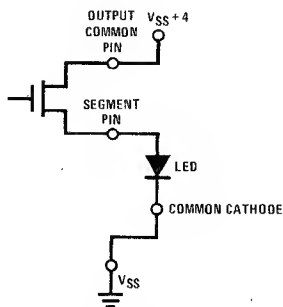 OUTPUT
COMMON
PIN
VSS+4
SEGMENT
PIN
LED
COMMON CATHODE
VSS